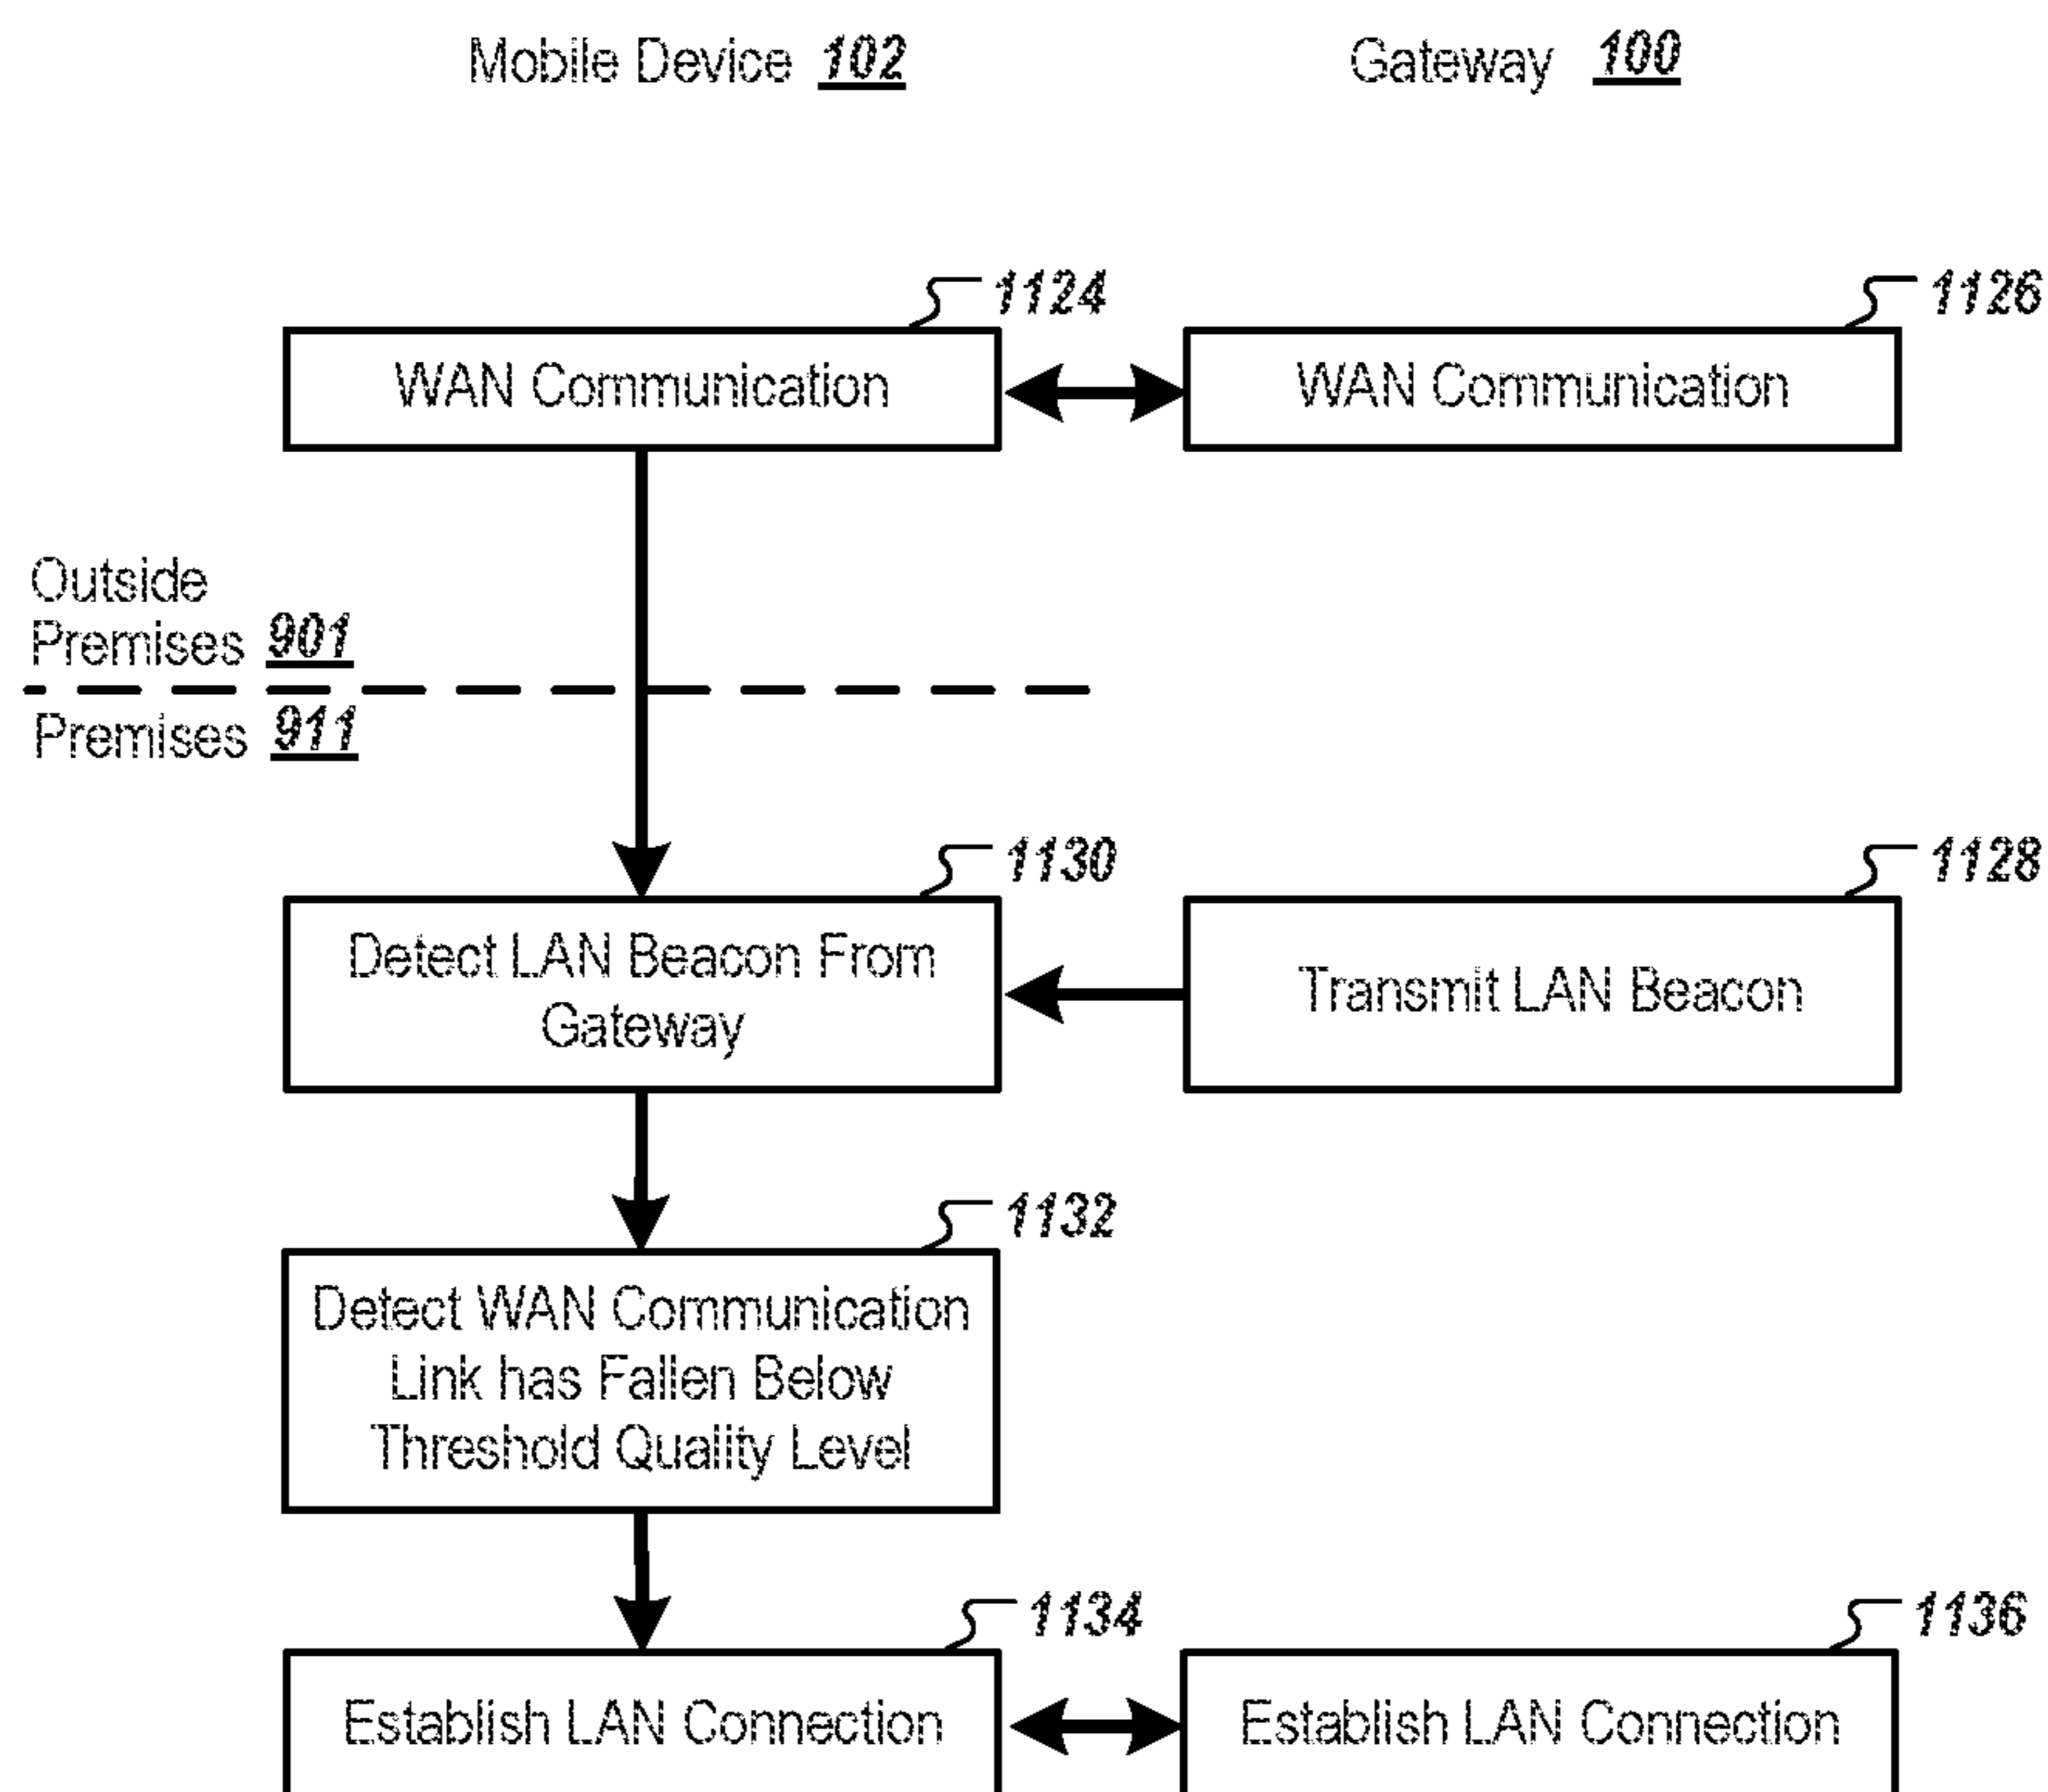 Mobile Device 102
Gateway 100
1124
1126
WAN Communication
WAN Communication
Outside
Premises 901
Premises 911
1130
1128
Detect LAN Beacon From
Gateway
Transmit LAN Beacon
1132
Detect WAN Communication
Link has Fallen Below
Threshold Quality Level
1134
1136
Establish LAN Connection
Establish LAN Connection